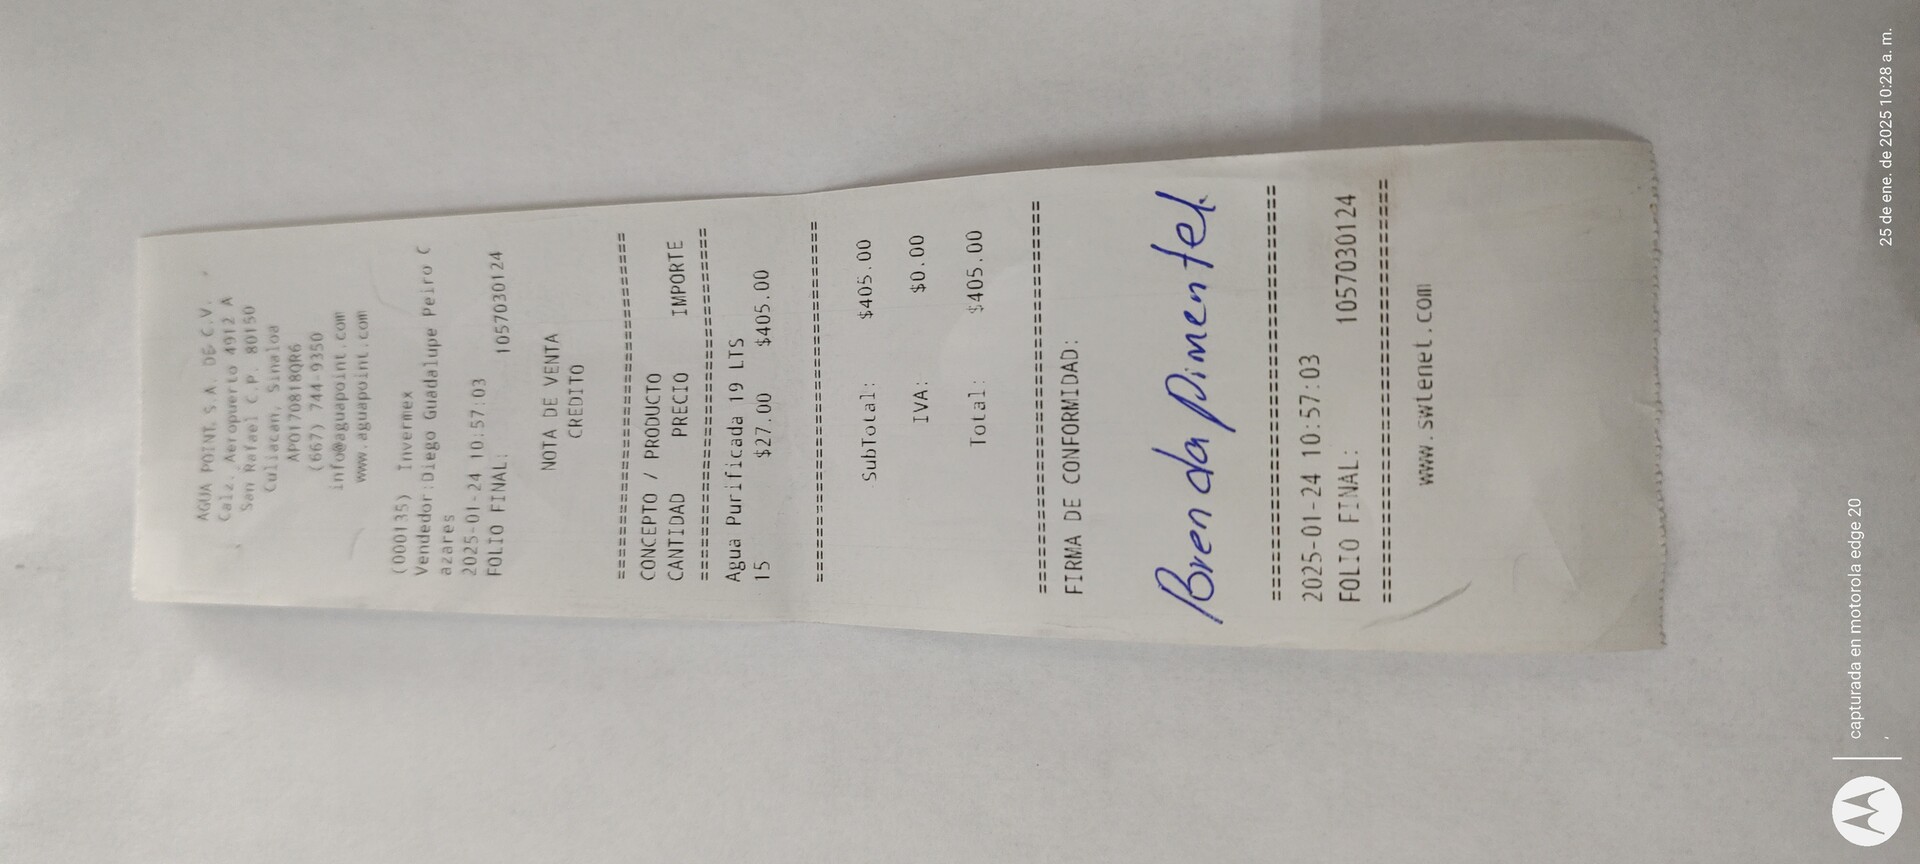 AGUA POINT, S.A. DE C.V.
Calz. Aeropuerto 4912 A
San Rafael C.P. 80150
Culiacan, Sinaloa
APO170818QR6
(667) 744-9350
info@aguapoint.com
www.aguapoint.com
(000135) Invermex
Vendedor:Diego Guadalupe Peiro C
azares
2025-01-24 10:57:03
FOLIO FINAL: 1057030124
NOTA DE VENTA
CREDITO
================================
CONCEPTO / PRODUCTO
CANTIDAD PRECIO IMPORTE
================================
Agua Purificada 19 LTS
15 $27.00 $405.00
================================
SubTotal: $405.00
IVA: $0.00
Total: $405.00
================================
FIRMA DE CONFORMIDAD:
Brenda Pimentel.
================================
2025-01-24 10:57:03
FOLIO FINAL: 1057030124
================================
www.swtenet.com
capturada en motorola edge 20
25 de ene. de 2025 10:28 a. m.